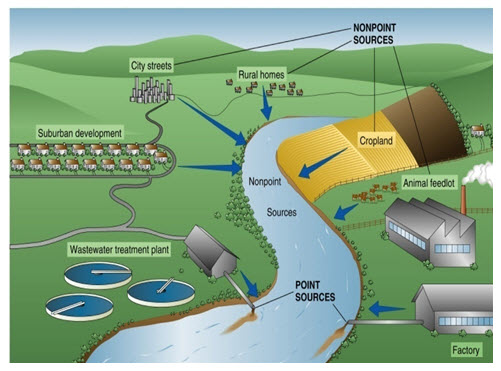 NONPOINT
SOURCES
City streets
Rural homes
Suburban development
Cropland
Nonpoint
Sources
Animal feedlot
Wastewater treatment plant
POINT
SOURCES
Factory